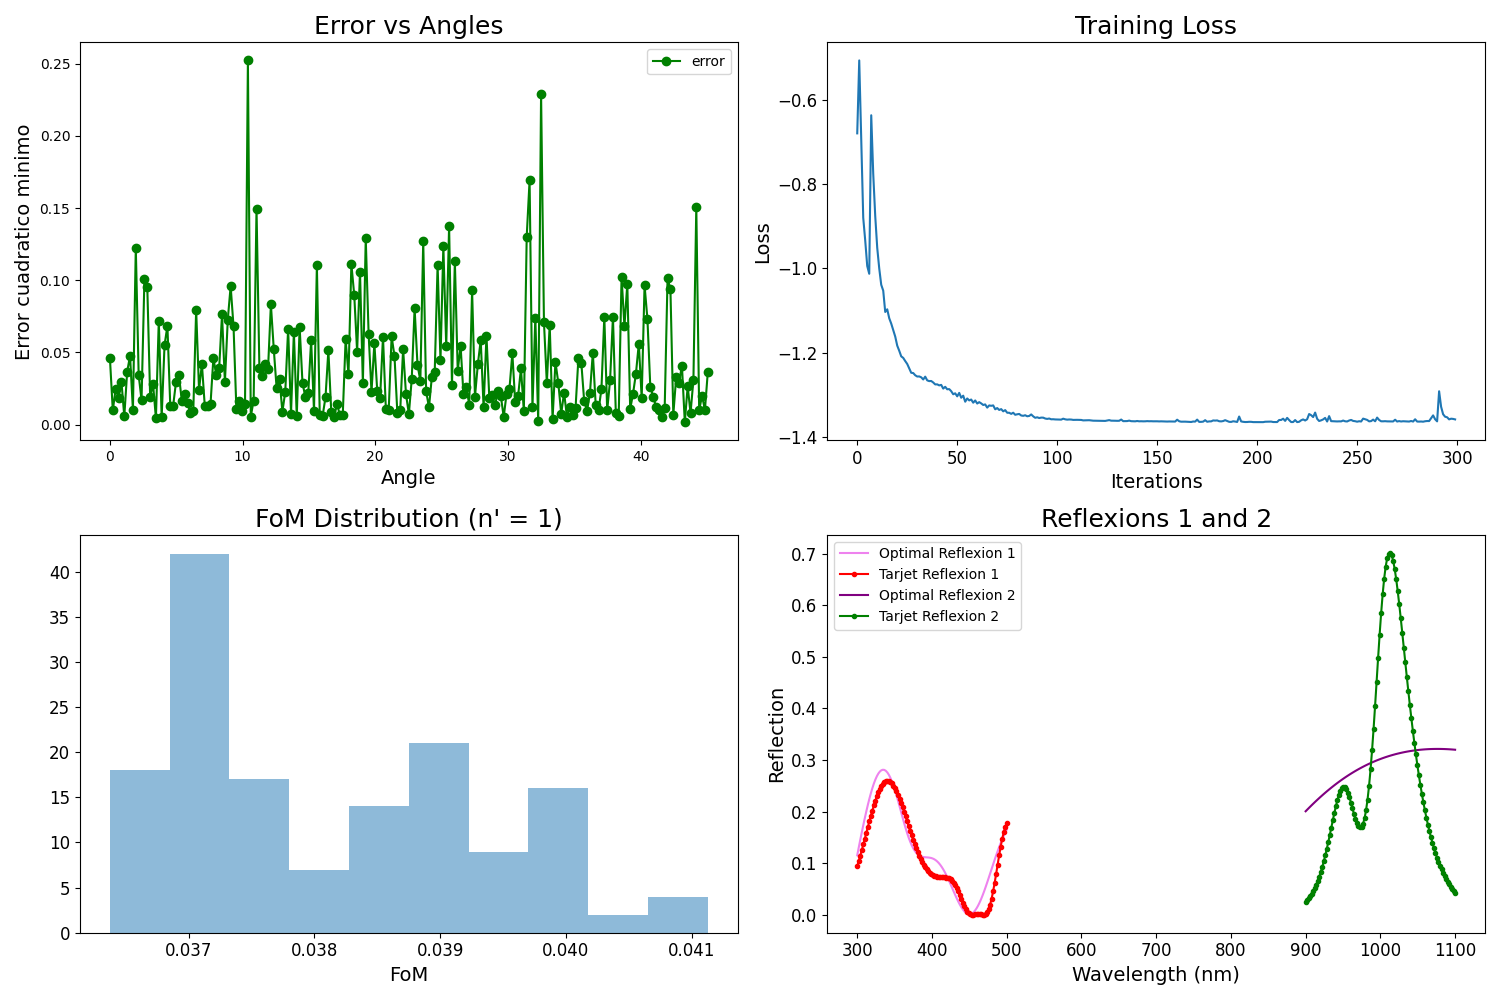 Error vs Angles
Error cuadratico minimo
0.25
0.20
0.15
0.10
0.05
0.00
error
0 10 20 30 40
Angle
Training Loss
Loss
−0.6
−0.8
−1.0
−1.2
−1.4
0 50 100 150 200 250 300
Iterations
FoM Distribution (n' = 1)
40
35
30
25
20
15
10
5
0
0.037 0.038 0.039 0.040 0.041
FoM
Reflexions 1 and 2
Reflection
0.7
0.6
0.5
0.4
0.3
0.2
0.1
0.0
Optimal Reflexion 1
Tarjet Reflexion 1
Optimal Reflexion 2
Tarjet Reflexion 2
300 400 500 600 700 800 900 1000 1100
Wavelength (nm)